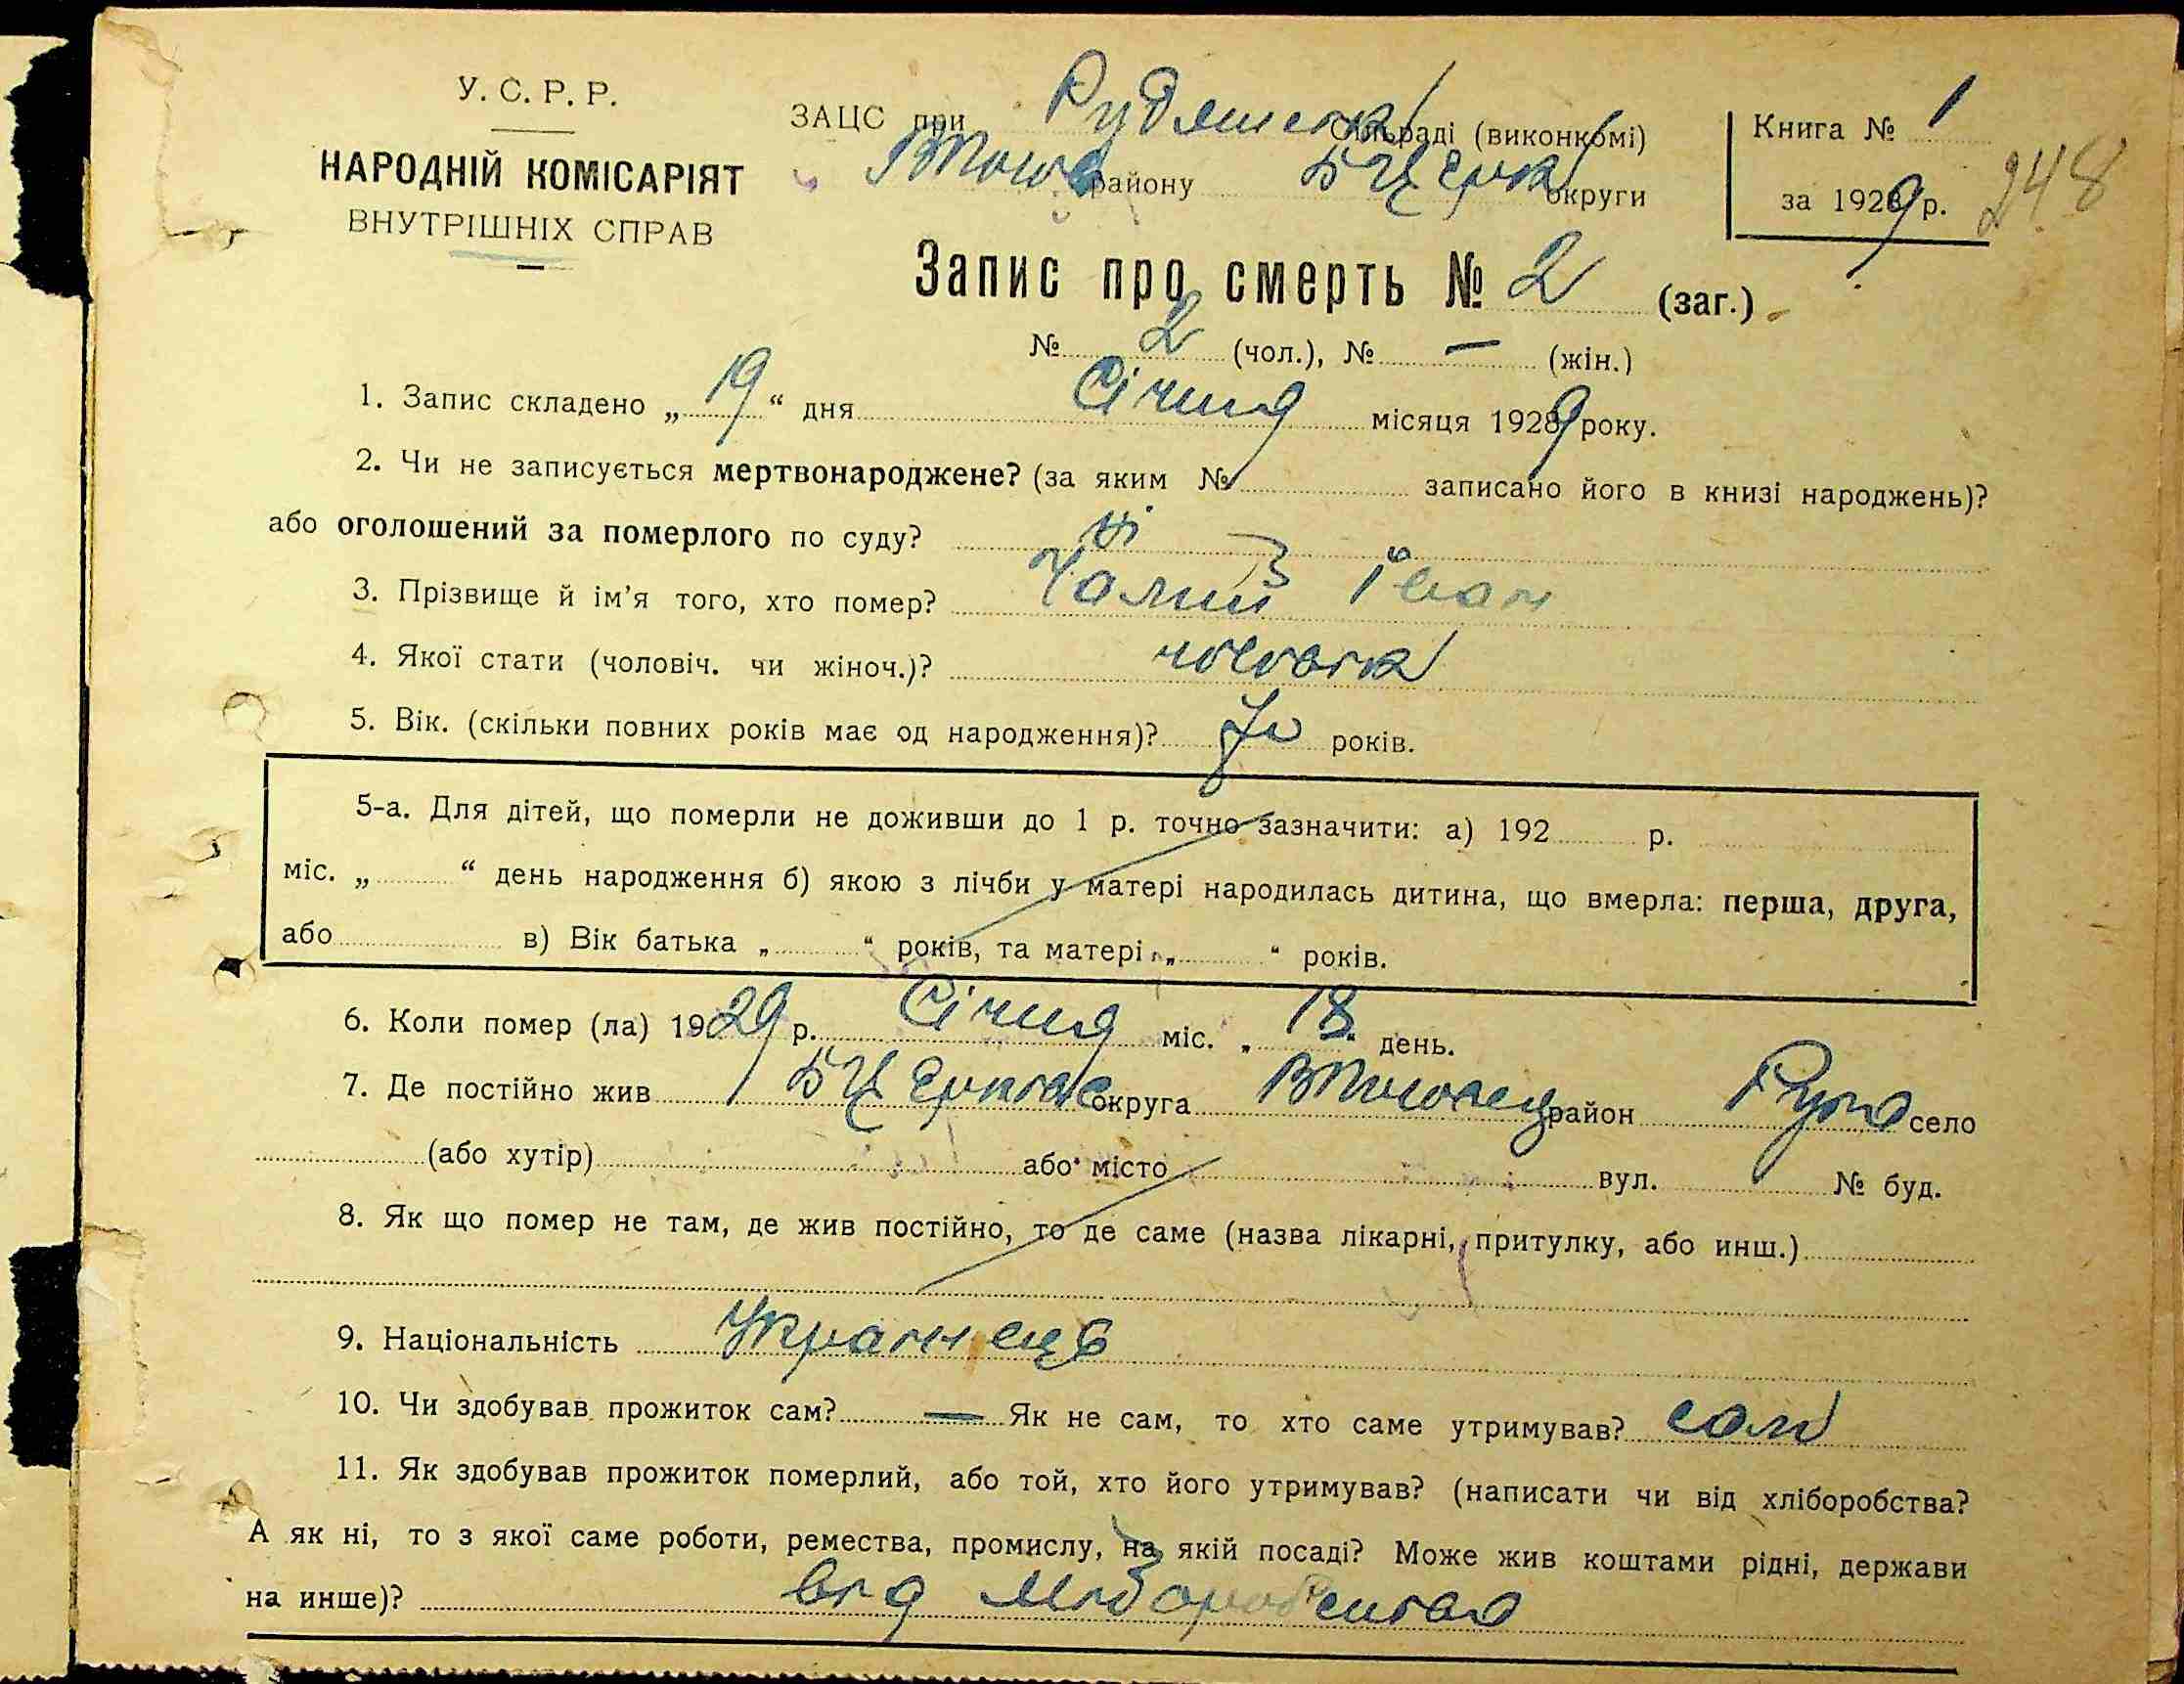 У. С. Р. Р.
НАРОДНІЙ КОМІСАРІЯТ
ВНУТРІШНІХ СПРАВ
ЗАЦС при Рудянській сільраді (виконкомі)
району БЦерк округи
Книга № 1
за 1929 р.
248
Запис про смерть № 2 (заг.)
№ 2 (чол.), № — (жін.)
1. Запис складено „ 19 “ дня Січня місяця 1929 року.
2. Чи не записується мертвонароджене? (за яким № записано його в книзі народжень)?
або оголошений за померлого по суду? ні
3. Прізвище й ім’я того, хто помер? Чалий Іван
4. Якої стати (чоловіч. чи жіноч.)? чоловік
5. Вік. (скільки повних років має од народження)? 70 років.
5-а. Для дітей, що померли не доживши до 1 р. точно зазначити: а) 192 р.
міс. „ “ день народження б) якою з лічби у матері народилась дитина, що вмерла: перша, друга,
або в) Вік батька „ “ років, та матері „ “ років.
6. Коли помер (ла) 1929 р. Січня міс. „ 18 день.
7. Де постійно жив округа район село
(або хутір) або місто вул. № буд.
8. Як що помер не там, де жив постійно, то де саме (назва лікарні, притулку, або инш.)
9. Національність Украінець
10. Чи здобував прожиток сам? — Як не сам, то хто саме утримував? сам
11. Як здобував прожиток померлий, або той, хто його утримував? (написати чи від хліборобства?
А як ні, то з якої саме роботи, ремества, промислу, на якій посаді? Може жив коштами рідні, держави
на инше)? від хліборобства